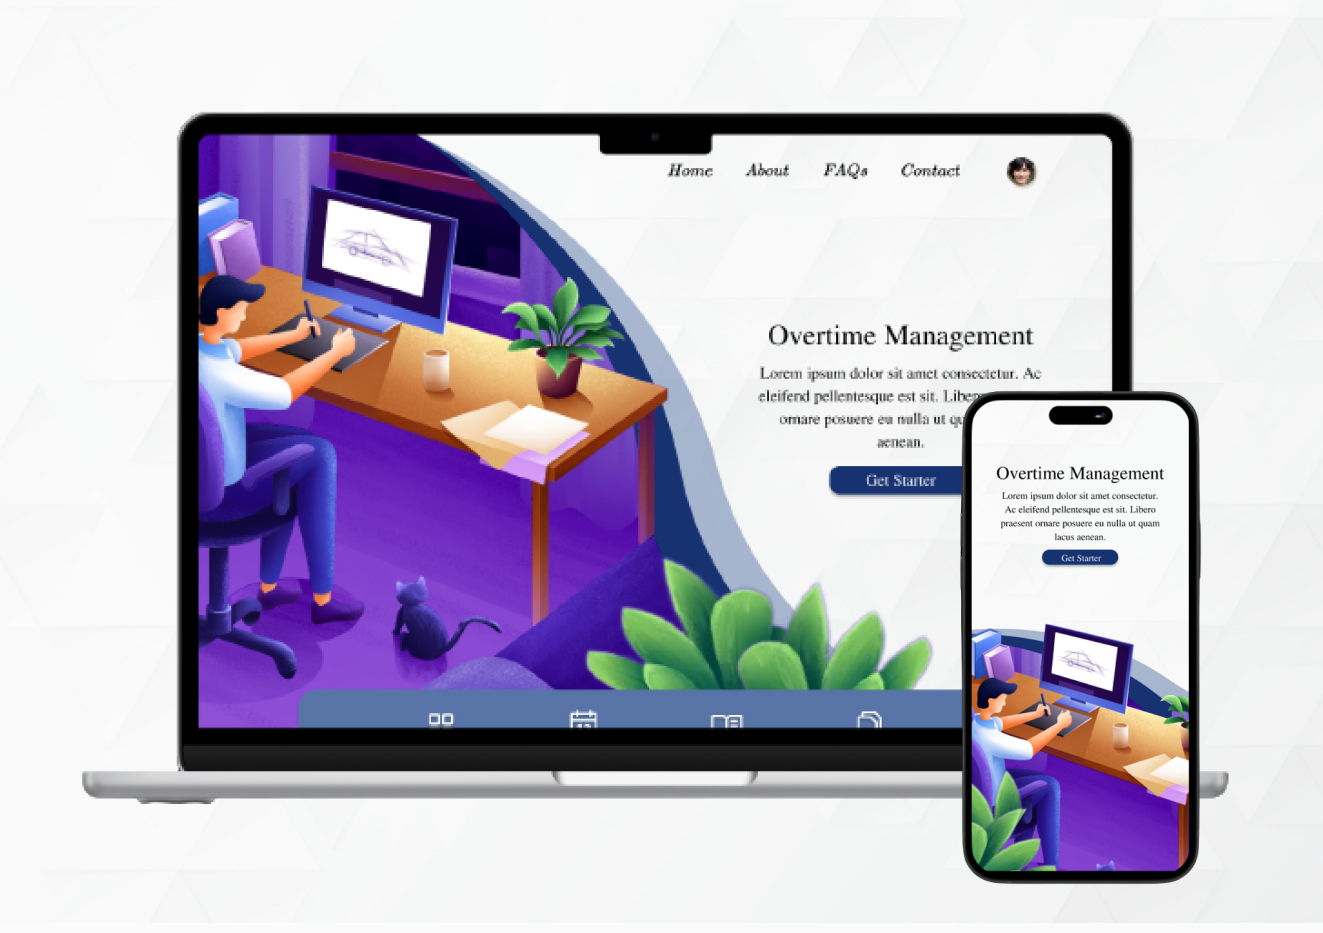 Home About FAQs Contact
Overtime Management
Lorem ipsum dolor sit amet consectetur. Ac
eleifend pellentesque est sit. Liber
ornare posuere eu nulla ut qu
aenean.
Get Starter
Overtime Management
Lorem ipsum dolor sit amet consectetur.
Ac eleifend pellentesque est sit. Libero
praesent ornare posuere eu nulla ut quam
lacus aenean.
Get Starter